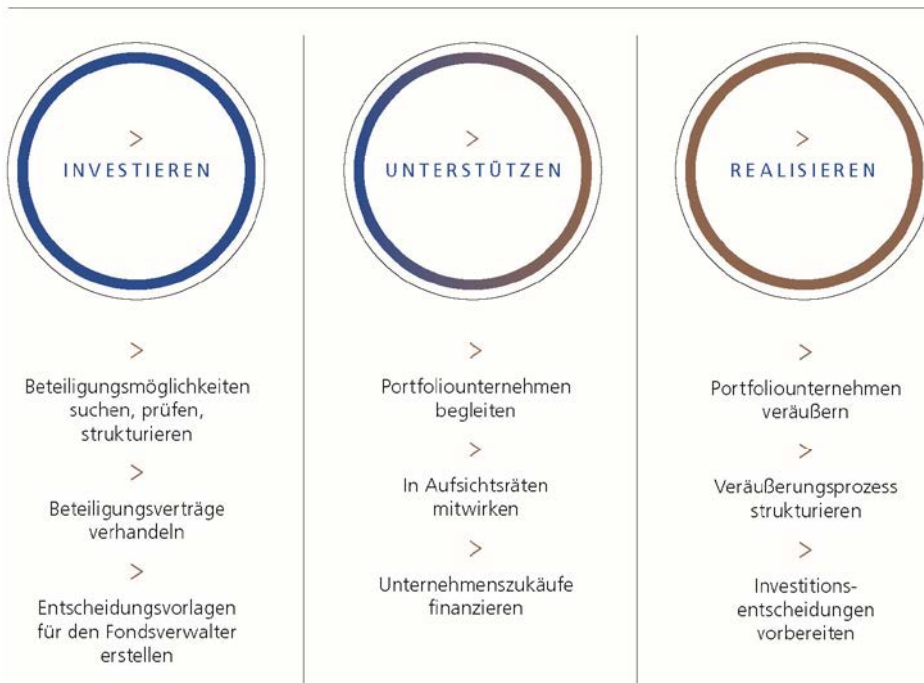 >
INVESTIEREN
>
Beteiligungsmöglichkeiten
suchen, prüfen,
strukturieren
>
Beteiligungsverträge
verhandeln
>
Entscheidungsvorlagen
für den Fondsverwalter
erstellen
>
UNTERSTÜTZEN
>
Portfoliounternehmen
begleiten
>
In Aufsichtsräten
mitwirken
>
Unternehmenszukäufe
finanzieren
>
REALISIEREN
>
Portfoliounternehmen
veräußern
>
Veräußerungsprozess
strukturieren
>
Investitions-
entscheidungen
vorbereiten